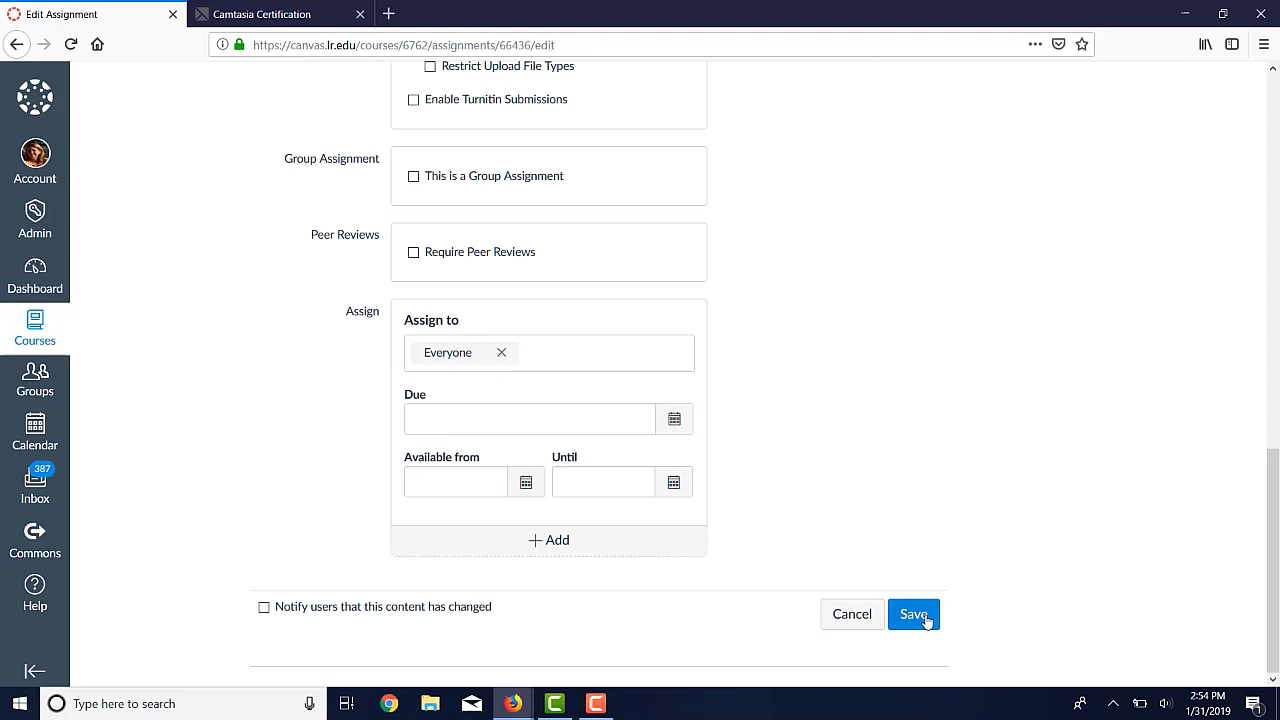 Edit Assignment
Camtasia Certification
https://canvas.lr.edu/courses/6762/assignments/66436/edit
Restrict Upload File Types
Enable Turnitin Submissions
Group Assignment
This is a Group Assignment
Peer Reviews
Require Peer Reviews
Assign
Assign to
Everyone
Due
Available from
Until
Add
Notify users that this content has changed
Cancel
Save
Account
Admin
Dashboard
Courses
Groups
Calendar
387
Inbox
Commons
Help
Type here to search
2:54 PM
1/31/2019